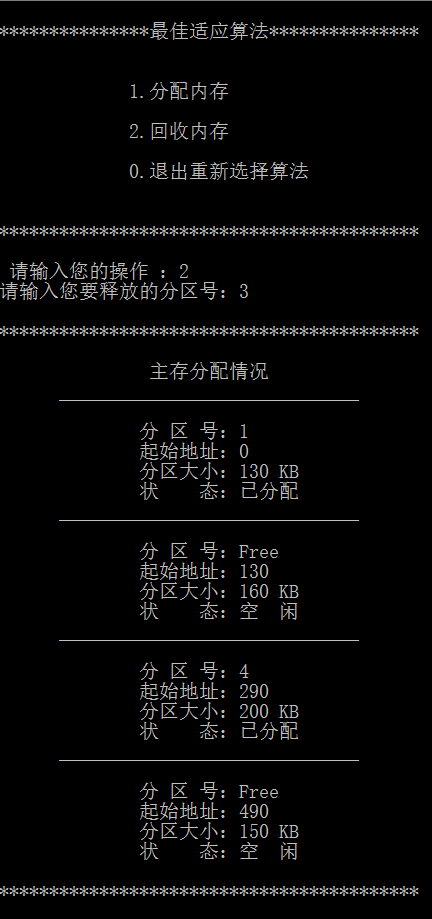 ***************最佳适应算法***************
1.分配内存
2.回收内存
0.退出重新选择算法
******************************************
请输入您的操作 ：2
请输入您要释放的分区号：3
******************************************
主存分配情况
______________________________
分 区 号：1
起始地址：0
分区大小：130 KB
状　　态：已分配
______________________________
分 区 号：Free
起始地址：130
分区大小：160 KB
状　　态：空　闲
______________________________
分 区 号：4
起始地址：290
分区大小：200 KB
状　　态：已分配
______________________________
分 区 号：Free
起始地址：490
分区大小：150 KB
状　　态：空　闲
******************************************